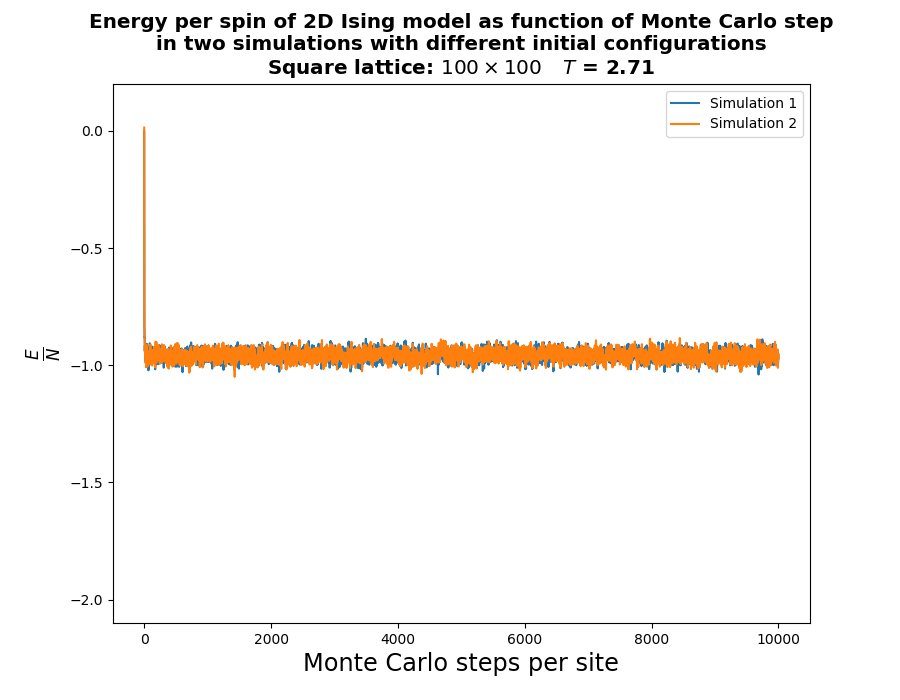 Energy per spin of 2D Ising model as function of Monte Carlo step
in two simulations with different initial configurations
Square lattice: 100 × 100 T = 2.71
Simulation 1
Simulation 2
0.0
−0.5
−1.0
−1.5
−2.0
E
N
0 2000 4000 6000 8000 10000
Monte Carlo steps per site